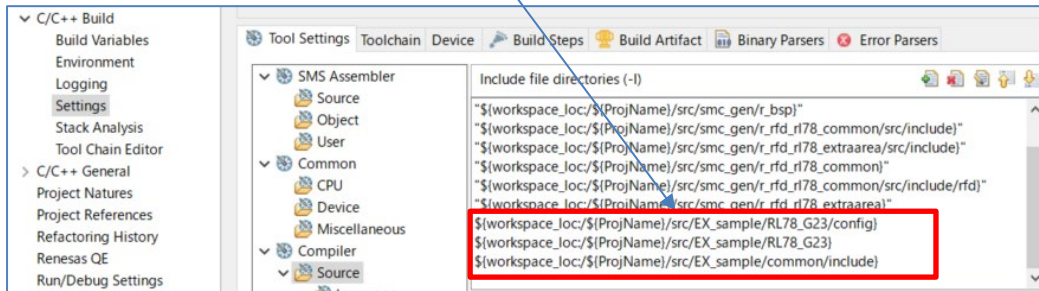 C/C++ Build
Build Variables
Environment
Logging
Settings
Stack Analysis
Tool Chain Editor
C/C++ General
Project Natures
Project References
Refactoring History
Renesas QE
Run/Debug Settings
Tool Settings Toolchain Device Build Steps Build Artifact Binary Parsers Error Parsers
SMS Assembler
Source
Object
User
Common
CPU
Device
Miscellaneous
Compiler
Source
Include file directories (-I)
"${workspace_loc:/${ProjName}/src/smc_gen/r_bsp}"
"${workspace_loc:/${ProjName}/src/smc_gen/r_rfd_rl78_common/src/include}"
"${workspace_loc:/${ProjName}/src/smc_gen/r_rfd_rl78_extraarea/src/include}"
"${workspace_loc:/${ProjName}/src/smc_gen/r_rfd_rl78_common}"
"${workspace_loc:/${ProjName}/src/smc_gen/r_rfd_rl78_common/src/include/rfd}"
"${workspace_loc:/${ProjName}/src/smc_gen/r_rfd_rl78_extraarea}"
${workspace_loc:/${ProjName}/src/EX_sample/RL78_G23/config}
${workspace_loc:/${ProjName}/src/EX_sample/RL78_G23}
${workspace_loc:/${ProjName}/src/EX_sample/common/include}